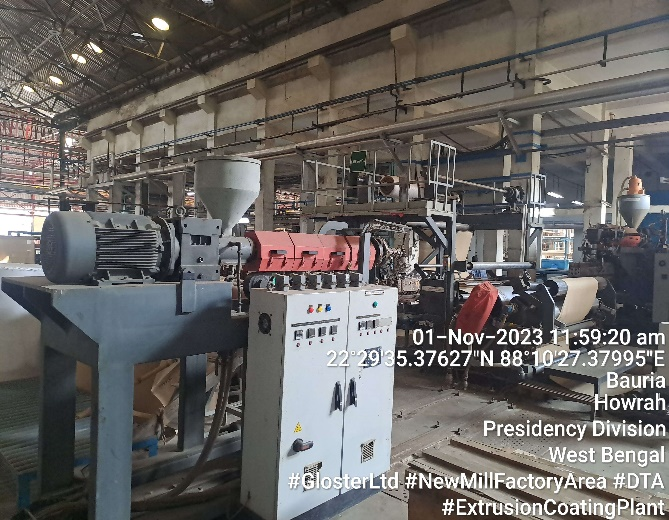 01-Nov-2023 11:59:20 am
22°29'35.37627"N 88°10'27.37995"E
Bauria
Howrah
Presidency Division
West Bengal
#GlosterLtd #NewMillFactoryArea #DTA
#ExtrusionCoatingPlant